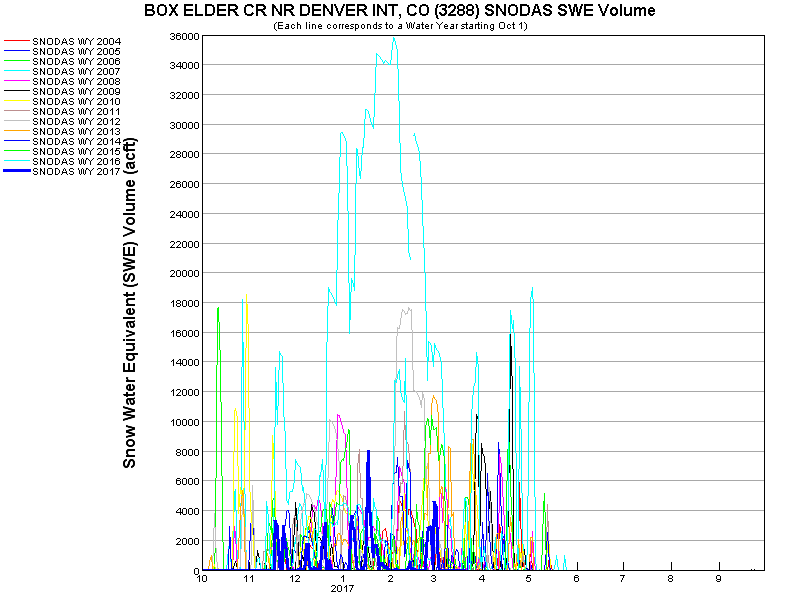 BOX ELDER CR NR DENVER INT, CO (3288) SNODAS SWE Volume
(Each line corresponds to a Water Year starting Oct 1)
SNODAS WY 2004
SNODAS WY 2005
SNODAS WY 2006
SNODAS WY 2007
SNODAS WY 2008
SNODAS WY 2009
SNODAS WY 2010
SNODAS WY 2011
SNODAS WY 2012
SNODAS WY 2013
SNODAS WY 2014
SNODAS WY 2015
SNODAS WY 2016
SNODAS WY 2017
Snow Water Equivalent (SWE) Volume (acft)
36000
34000
32000
30000
28000
26000
24000
22000
20000
18000
16000
14000
12000
10000
8000
6000
4000
2000
0
10 11 12 1 2 3 4 5 6 7 8 9
2017